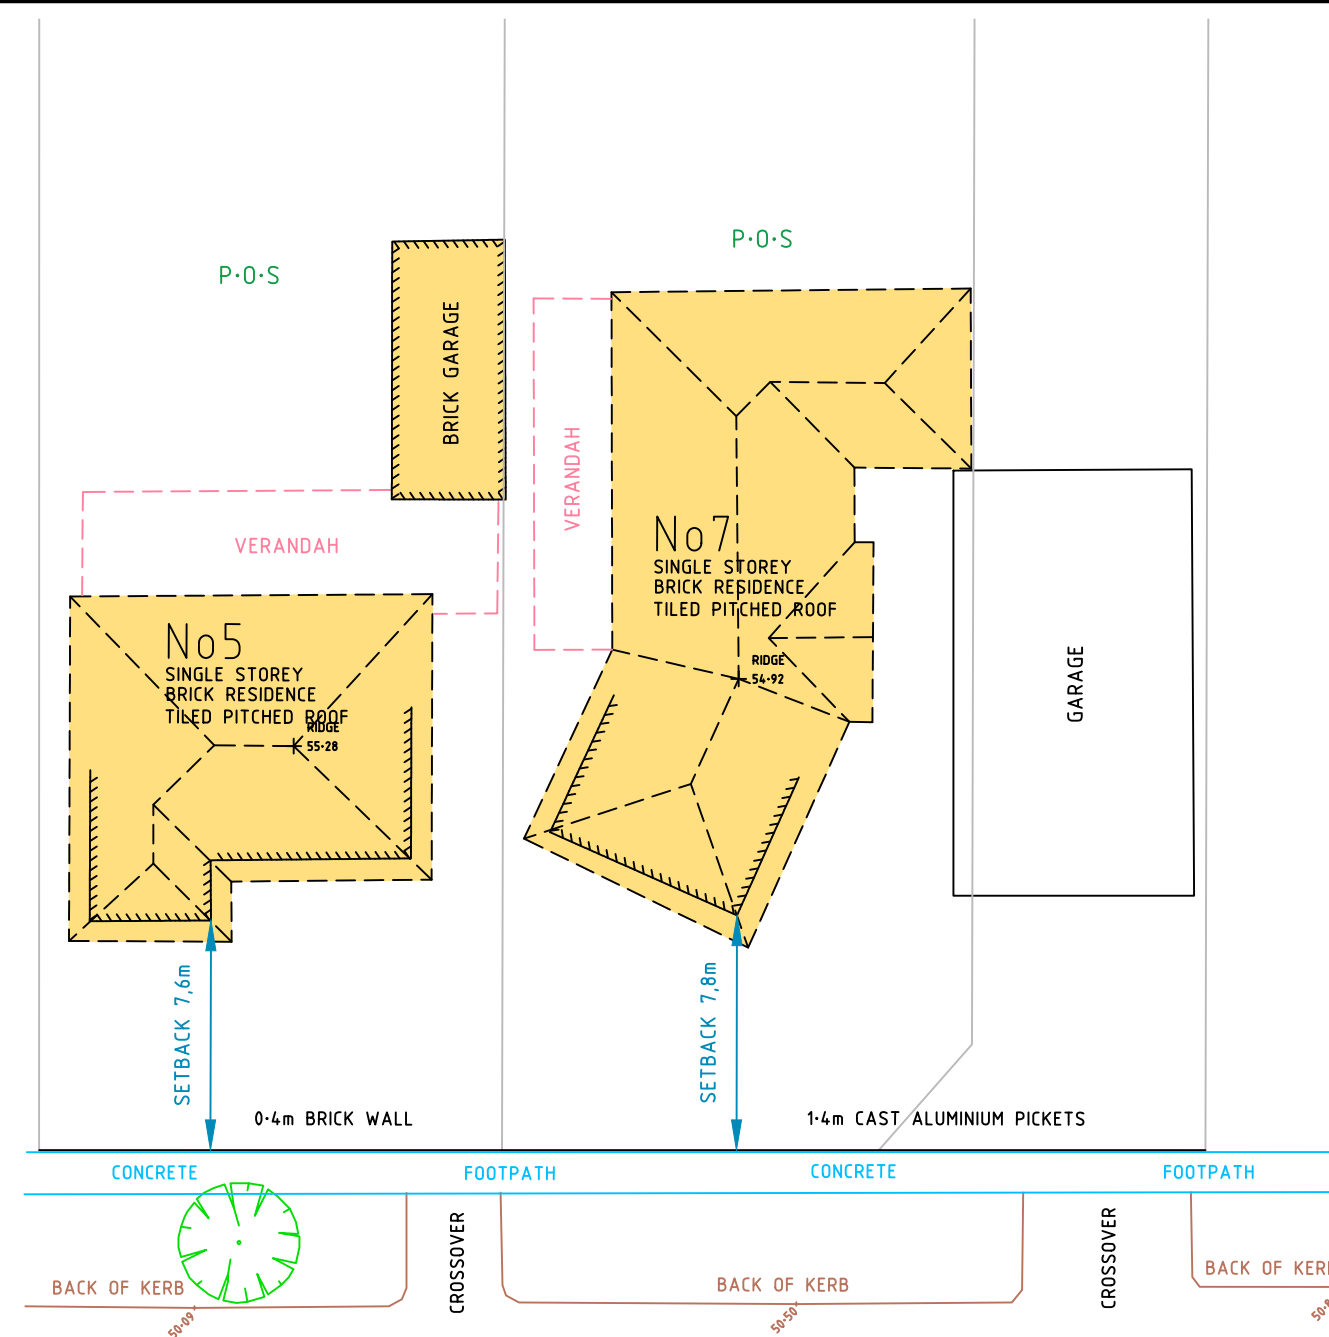 P·O·S
P·O·S
BRICK GARAGE
VERANDAH
VERANDAH
No7
SINGLE STOREY
BRICK RESIDENCE
TILED PITCHED ROOF
RIDGE
54·92
No5
SINGLE STOREY
BRICK RESIDENCE
TILED PITCHED ROOF
RIDGE
55·28
GARAGE
SETBACK 7,6m
SETBACK 7,8m
0·4m BRICK WALL
1·4m CAST ALUMINIUM PICKETS
CONCRETE
FOOTPATH
CONCRETE
FOOTPATH
CROSSOVER
CROSSOVER
BACK OF KERB
BACK OF KERB
BACK OF KER
50·09
50·50